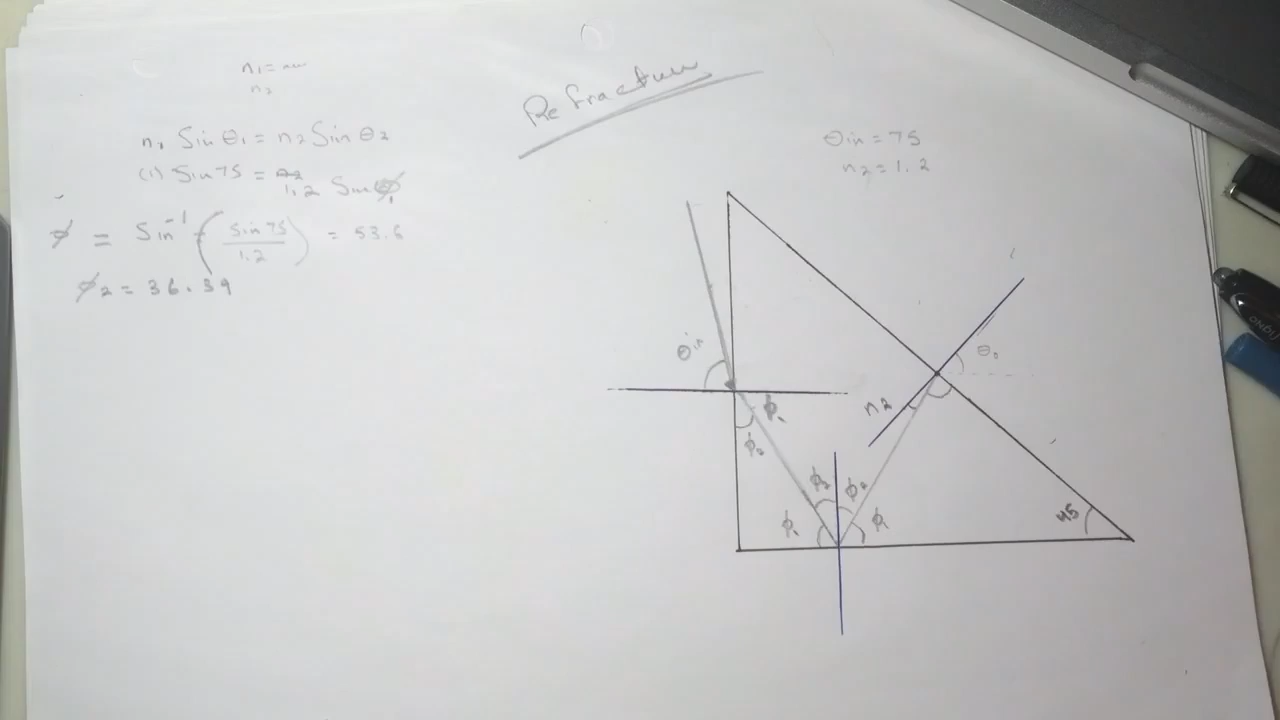 n₁ =
n₂
Refraction
n₁ Sin θ₁ = n₂ Sin θ₂
(1) Sin 75 = 1.2 Sin ϕ₁
ϕ = Sin⁻¹ (Sin 75 / 1.2) = 53.6
ϕ₂ = 36.39
θin = 75
n₂ = 1.2
θin
θ₀
n2
ϕ₁
ϕ₂
ϕ₂ ϕ₂
ϕ₁ ϕ₁
45